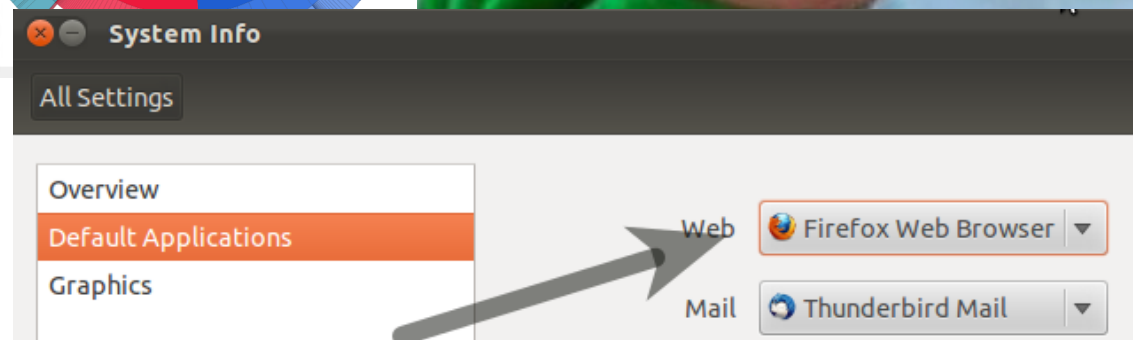 System Info
All Settings
Overview
Default Applications
Graphics
Web Firefox Web Browser
Mail Thunderbird Mail